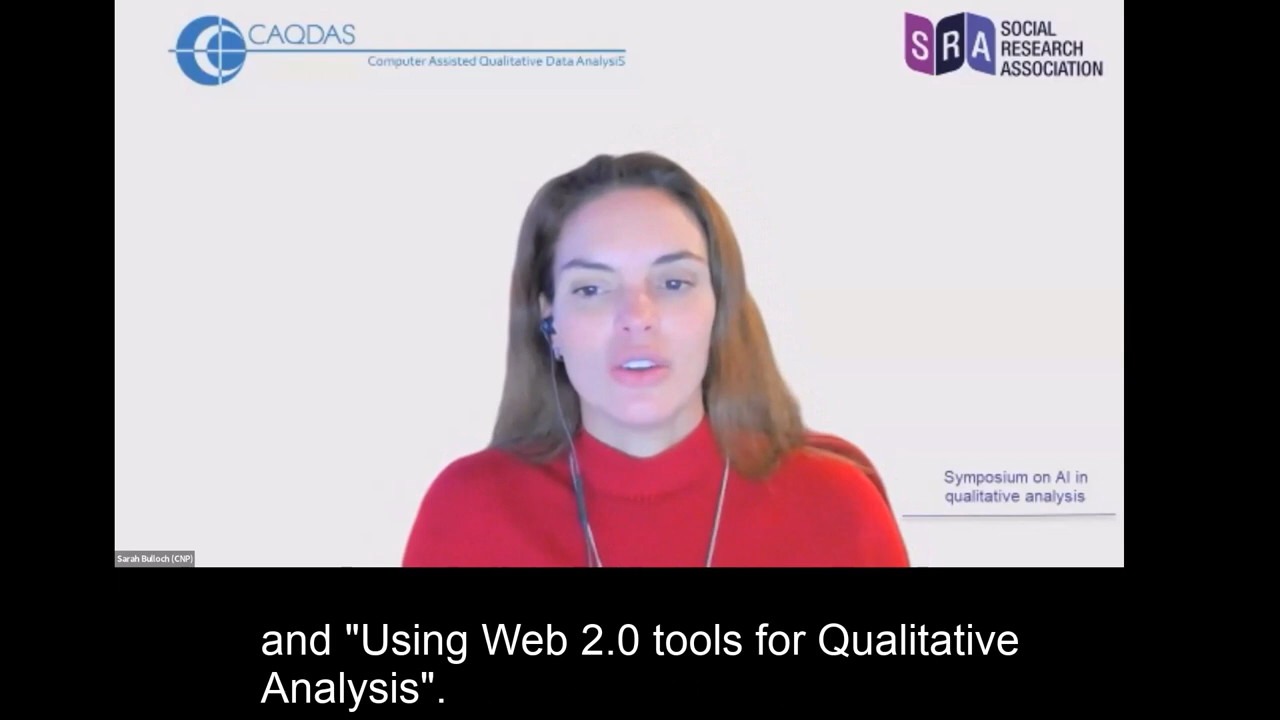 CAQDAS
Computer Assisted Qualitative Data AnalysiS
SRA
SOCIAL
RESEARCH
ASSOCIATION
Symposium on AI in
qualitative analysis
Sarah Bulloch (CNP)
and "Using Web 2.0 tools for Qualitative
Analysis".